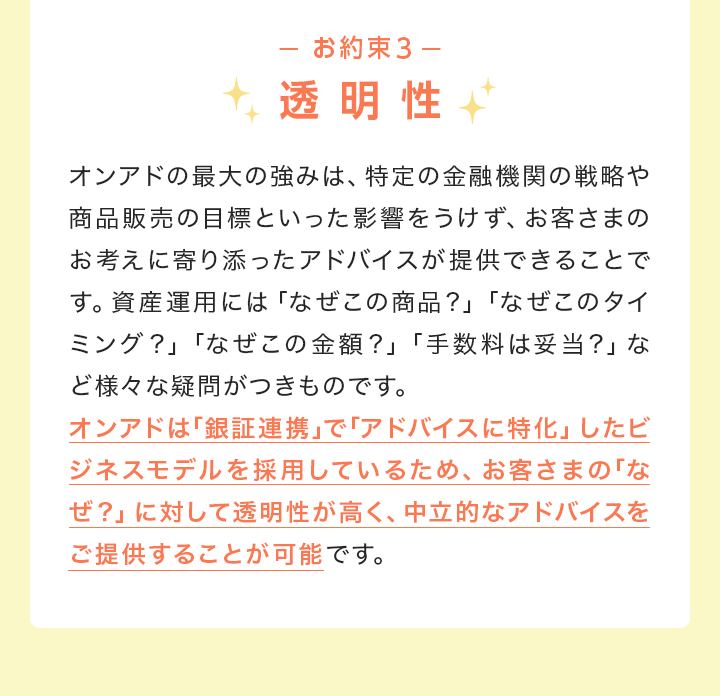 ― お約束3 ―
透明性
オンアドの最大の強みは、特定の金融機関の戦略や
商品販売の目標といった影響をうけず、お客さまの
お考えに寄り添ったアドバイスが提供できることで
す。資産運用には「なぜこの商品？」「なぜこのタイ
ミング？」「なぜこの金額？」「手数料は妥当？」な
ど様々な疑問がつきものです。
オンアドは「銀証連携」で「アドバイスに特化」したビ
ジネスモデルを採用しているため、お客さまの「な
ぜ？」に対して透明性が高く、中立的なアドバイスを
ご提供することが可能です。